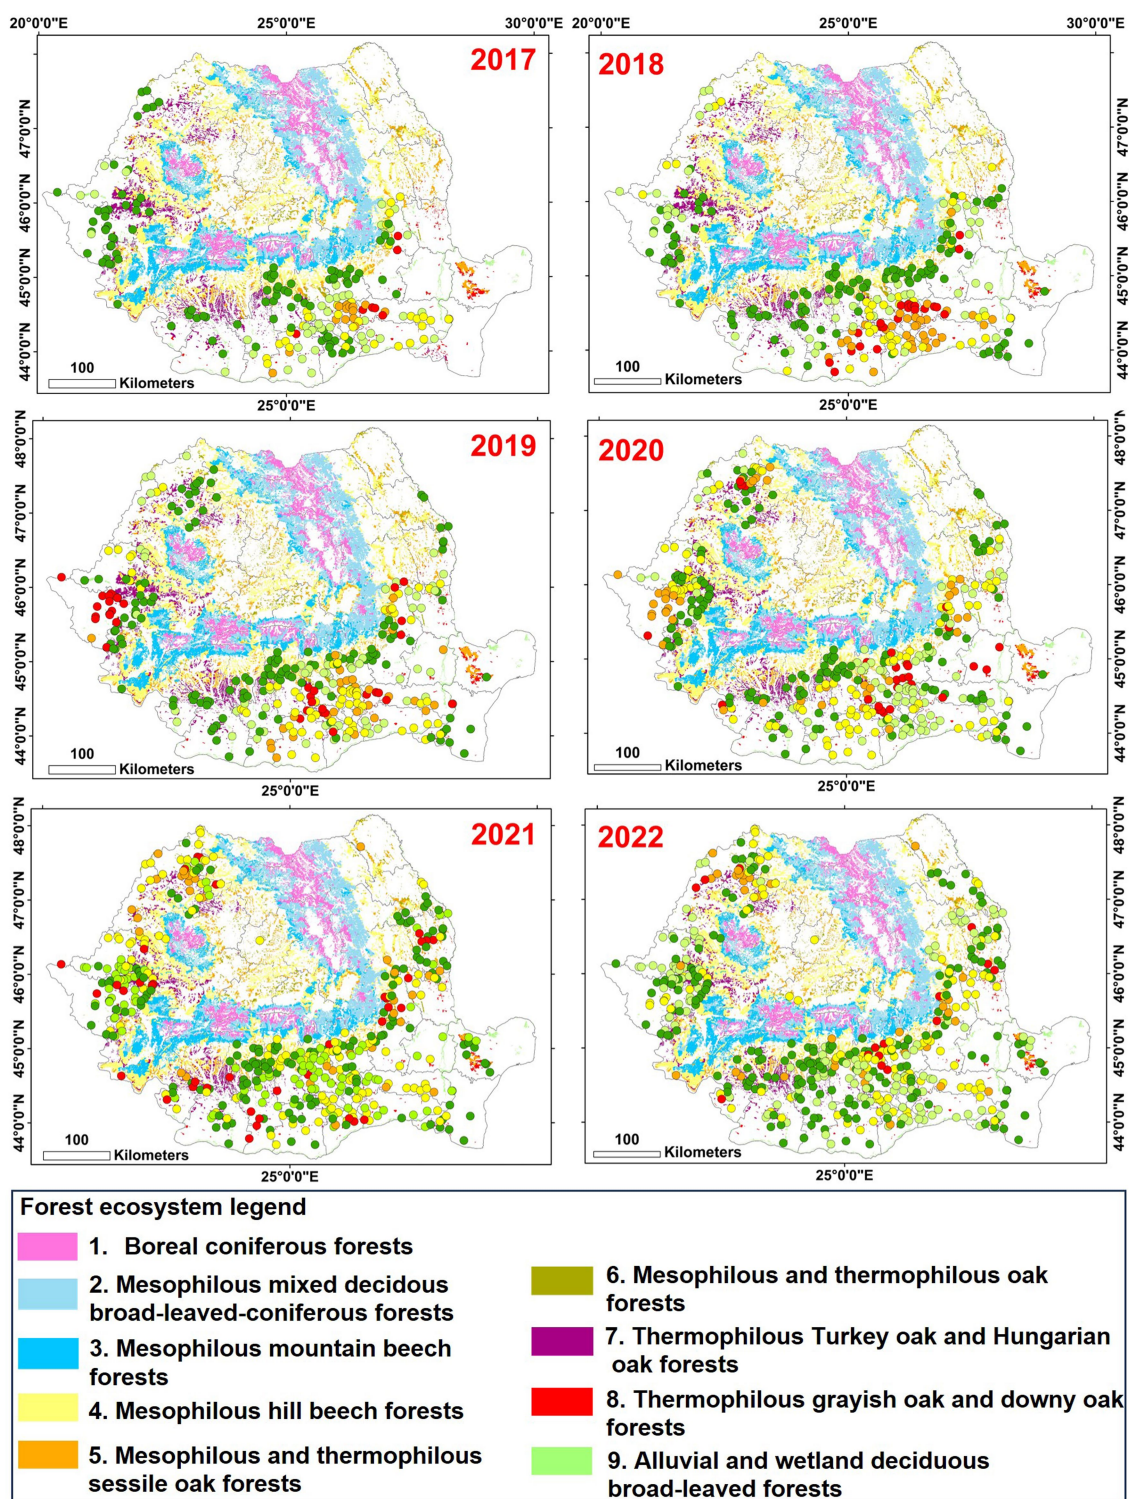 20°0'0"E 25°0'0"E 30°0'0"E 20°0'0"E 25°0'0"E 30°0'0"E
2017
2018
47°0'0"N
46°0'0"N
45°0'0"N
44°0'0"N
47°0'0"N
46°0'0"N
45°0'0"N
44°0'0"N
100
Kilometers
100
Kilometers
25°0'0"E
25°0'0"E
2019
2020
48°0'0"N
47°0'0"N
46°0'0"N
45°0'0"N
44°0'0"N
48°0'0"N
47°0'0"N
46°0'0"N
45°0'0"N
44°0'0"N
100
Kilometers
100
Kilometers
25°0'0"E
25°0'0"E
2021
2022
48°0'0"N
47°0'0"N
46°0'0"N
45°0'0"N
44°0'0"N
48°0'0"N
47°0'0"N
46°0'0"N
45°0'0"N
44°0'0"N
100
Kilometers
100
Kilometers
25°0'0"E
25°0'0"E
Forest ecosystem legend
1. Boreal coniferous forests
2. Mesophilous mixed decidous
broad-leaved-coniferous forests
3. Mesophilous mountain beech
forests
4. Mesophilous hill beech forests
5. Mesophilous and thermophilous
sessile oak forests
6. Mesophilous and thermophilous oak
forests
7. Thermophilous Turkey oak and Hungarian
oak forests
8. Thermophilous grayish oak and downy oak
forests
9. Alluvial and wetland deciduous
broad-leaved forests